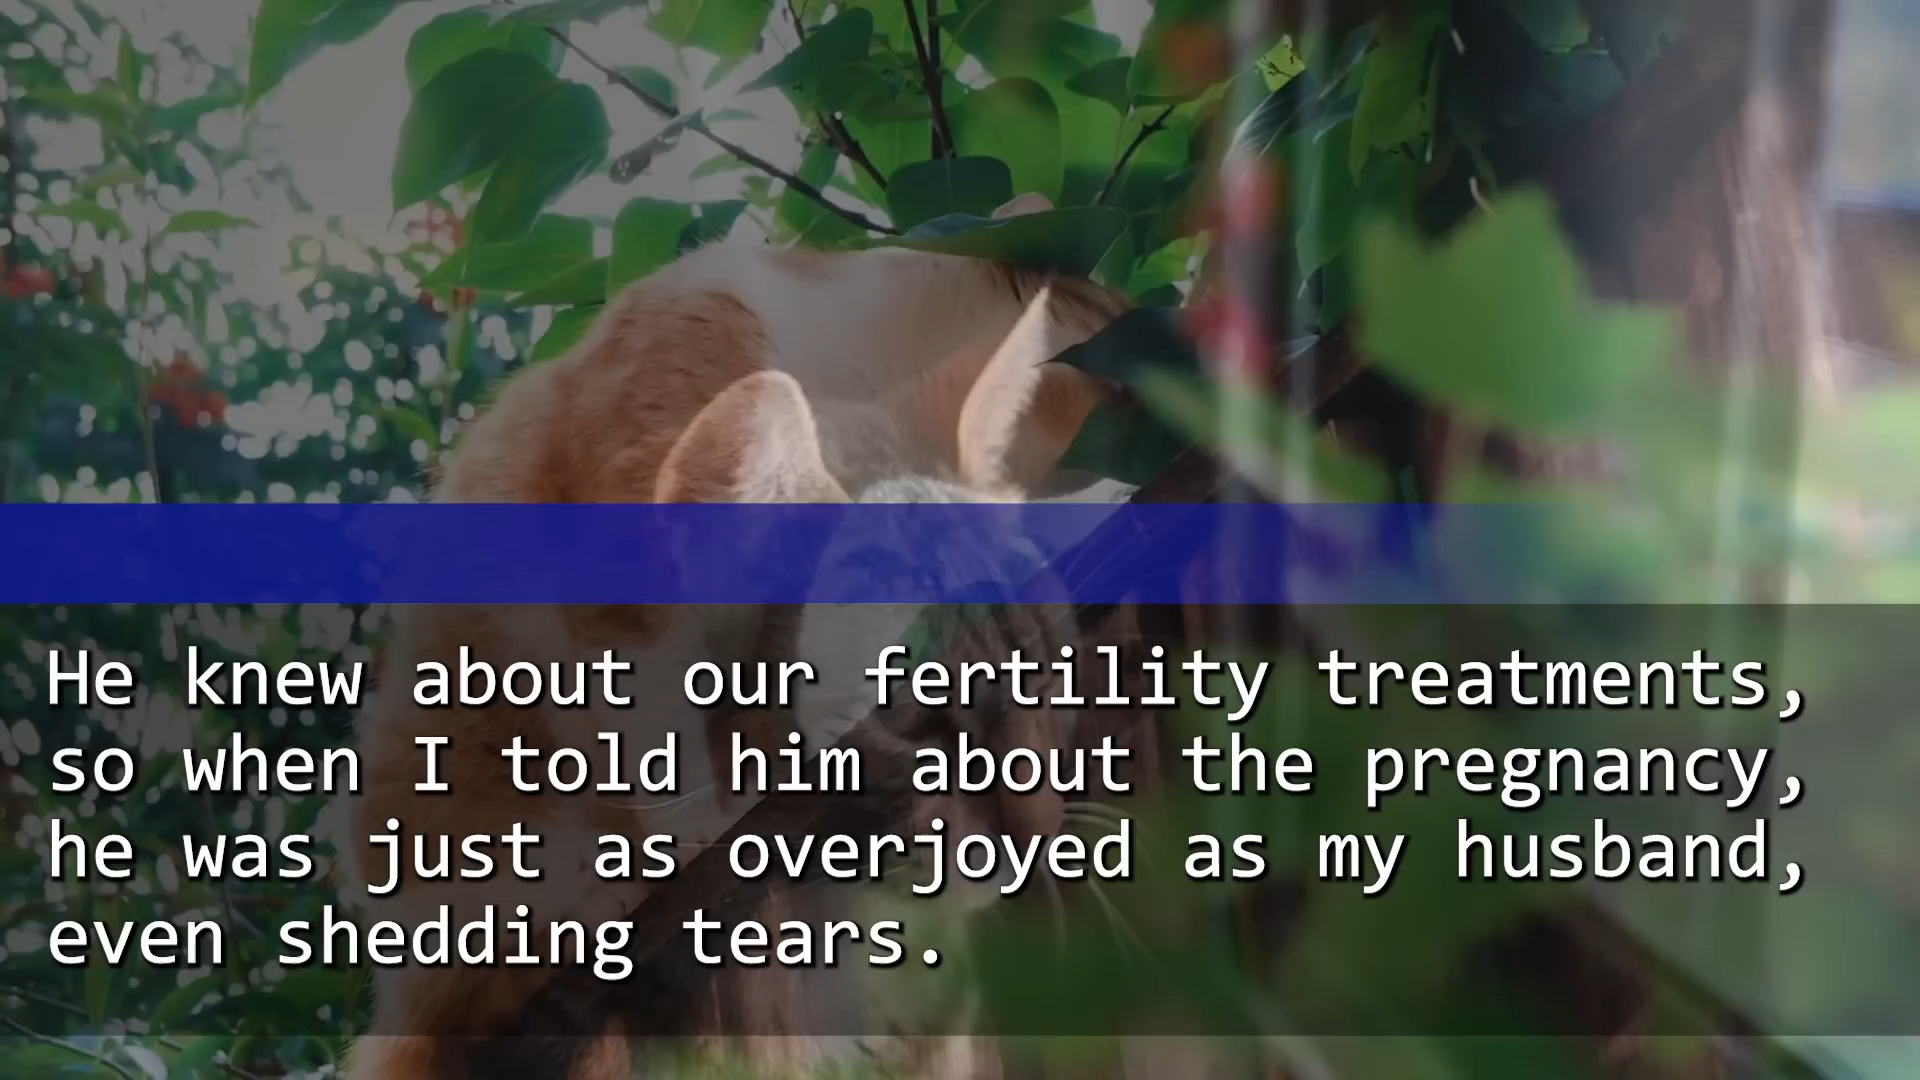 He knew about our fertility treatments,
so when I told him about the pregnancy,
he was just as overjoyed as my husband,
even shedding tears.